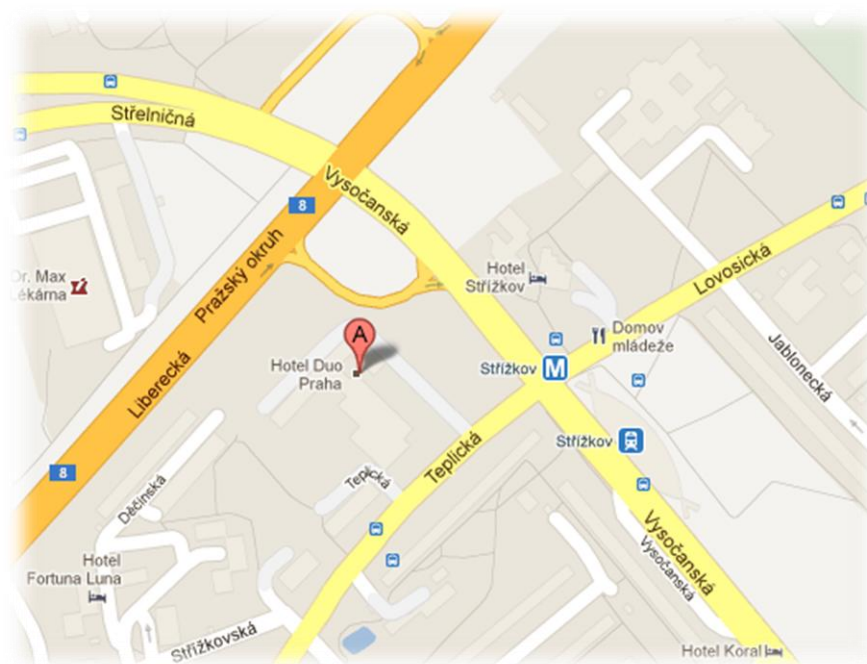 Střelničná
Vysočanská
8
Pražský okruh
Liberecká
Dr. Max
Lékárna
Hotel
Střížkov
Lovosická
Domov
mládeže
A
Hotel Duo
Praha
Střížkov
M
Jablonecká
Střížkov
Teplická
Teplická
8
Děčínská
Vysočanská
Vysočanská
Hotel
Fortuna Luna
Střížkovská
Hotel Koral